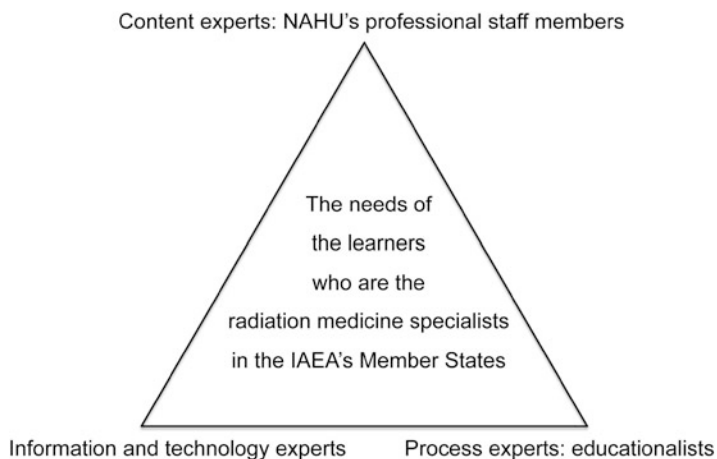 Content experts: NAHU’s professional staff members
The needs of
the learners
who are the
radiation medicine specialists
in the IAEA’s Member States
Information and technology experts
Process experts: educationalists